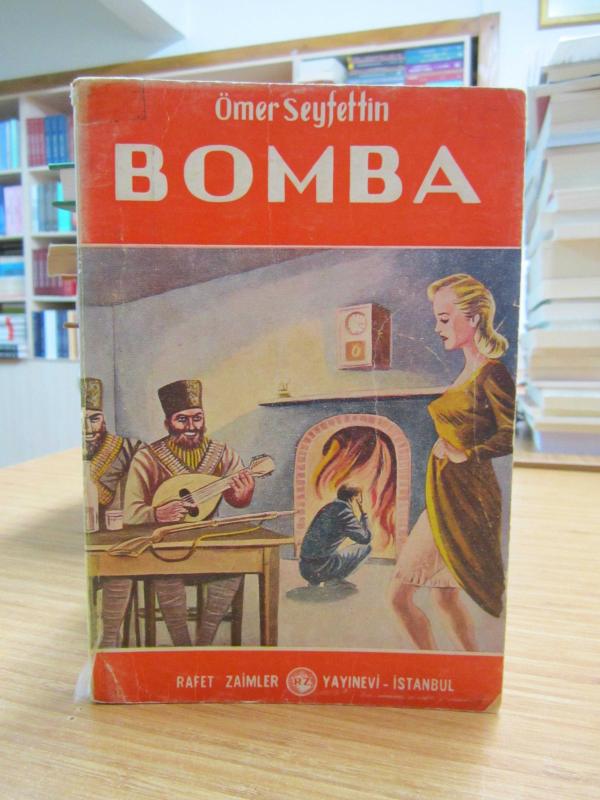 Ömer Seyfettin
BOMBA
RAFET ZAİMLER RZ YAYINEVİ - İSTANBUL